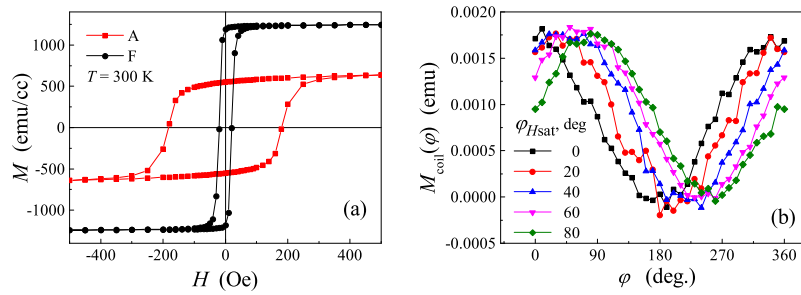 A
F
T = 300 K
1000
500
0
-500
-1000
M (emu/cc)
-400 -200 0 200 400
H (Oe)
(a)
0.0020
0.0015
0.0010
0.0005
0.0000
-0.0005
M_coil(φ) (emu)
φ_Hsat, deg
0
20
40
60
80
0 90 180 270 360
φ (deg.)
(b)